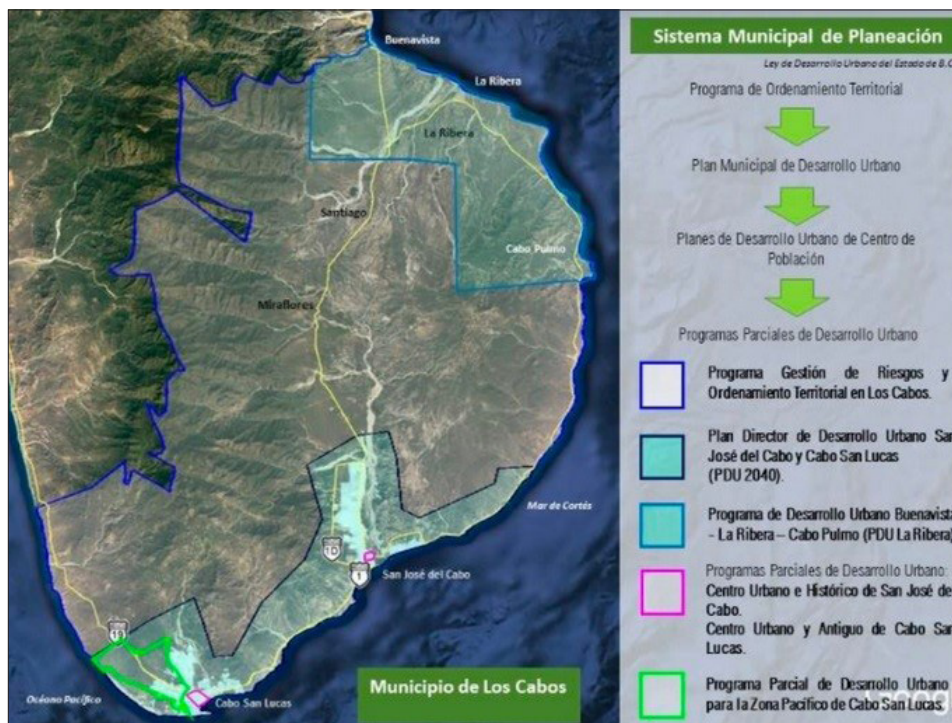 Buenavista
La Ribera
La Ribera
Santiago
Cabo Pulmo
Miraflores
Mar de Cortés
10
1
San José del Cabo
19
Océano Pacífico
Cabo San Lucas
Municipio de Los Cabos
Sistema Municipal de Planeación
Ley de Desarrollo Urbano del Estado de B.C
Programa de Ordenamiento Territorial
Plan Municipal de Desarrollo Urbano
Planes de Desarrollo Urbano de Centro de
Población
Programas Parciales de Desarrollo Urbano
Programa Gestión de Riesgos y
Ordenamiento Territorial en Los Cabos.
Plan Director de Desarrollo Urbano San
José del Cabo y Cabo San Lucas
(PDU 2040).
Programa de Desarrollo Urbano Buenavista
- La Ribera – Cabo Pulmo (PDU La Ribera)
Programas Parciales de Desarrollo Urbano:
Centro Urbano e Histórico de San José de
Cabo.
Centro Urbano y Antiguo de Cabo San
Lucas.
Programa Parcial de Desarrollo Urbano
para la Zona Pacífico de Cabo San Lucas.